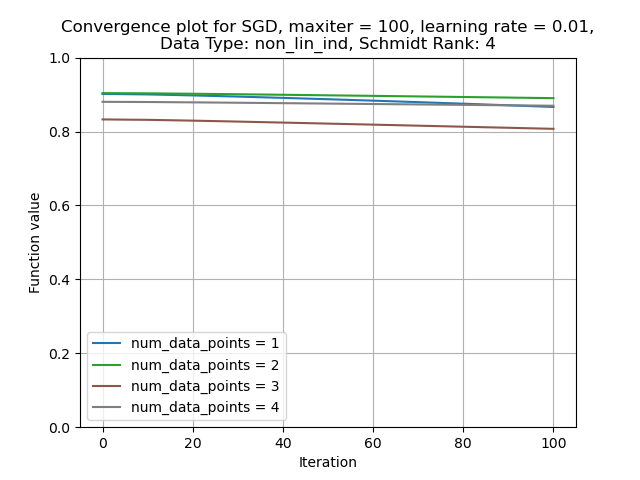 Convergence plot for SGD, maxiter = 100, learning rate = 0.01,
Data Type: non_lin_ind, Schmidt Rank: 4
Function value
1.0
0.8
0.6
0.4
0.2
0.0
num_data_points = 1
num_data_points = 2
num_data_points = 3
num_data_points = 4
0 20 40 60 80 100
Iteration